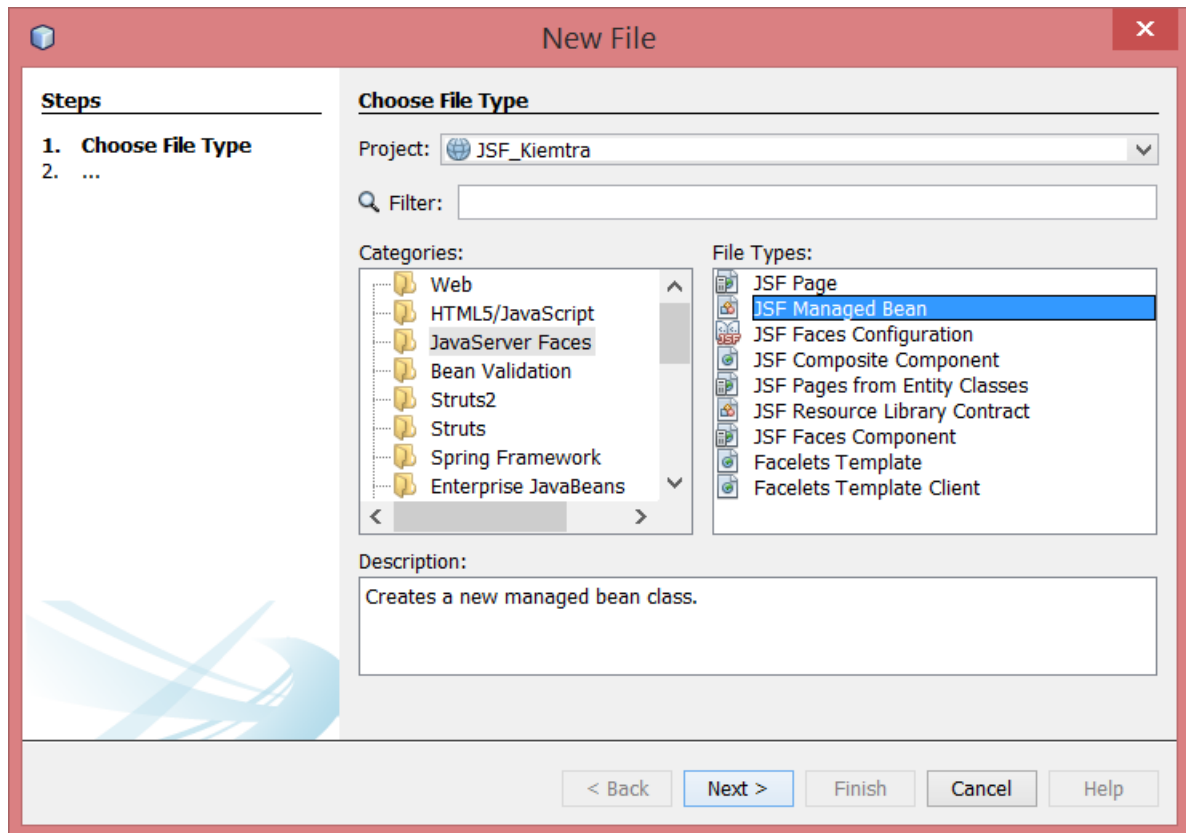 New File
Steps
1. Choose File Type
2. ...
Choose File Type
Project: JSF_Kiemtra
Filter:
Categories:
Web
HTML5/JavaScript
JavaServer Faces
Bean Validation
Struts2
Struts
Spring Framework
Enterprise JavaBeans
File Types:
JSF Page
JSF Managed Bean
JSF Faces Configuration
JSF Composite Component
JSF Pages from Entity Classes
JSF Resource Library Contract
JSF Faces Component
Facelets Template
Facelets Template Client
Description:
Creates a new managed bean class.
< Back Next > Finish Cancel Help